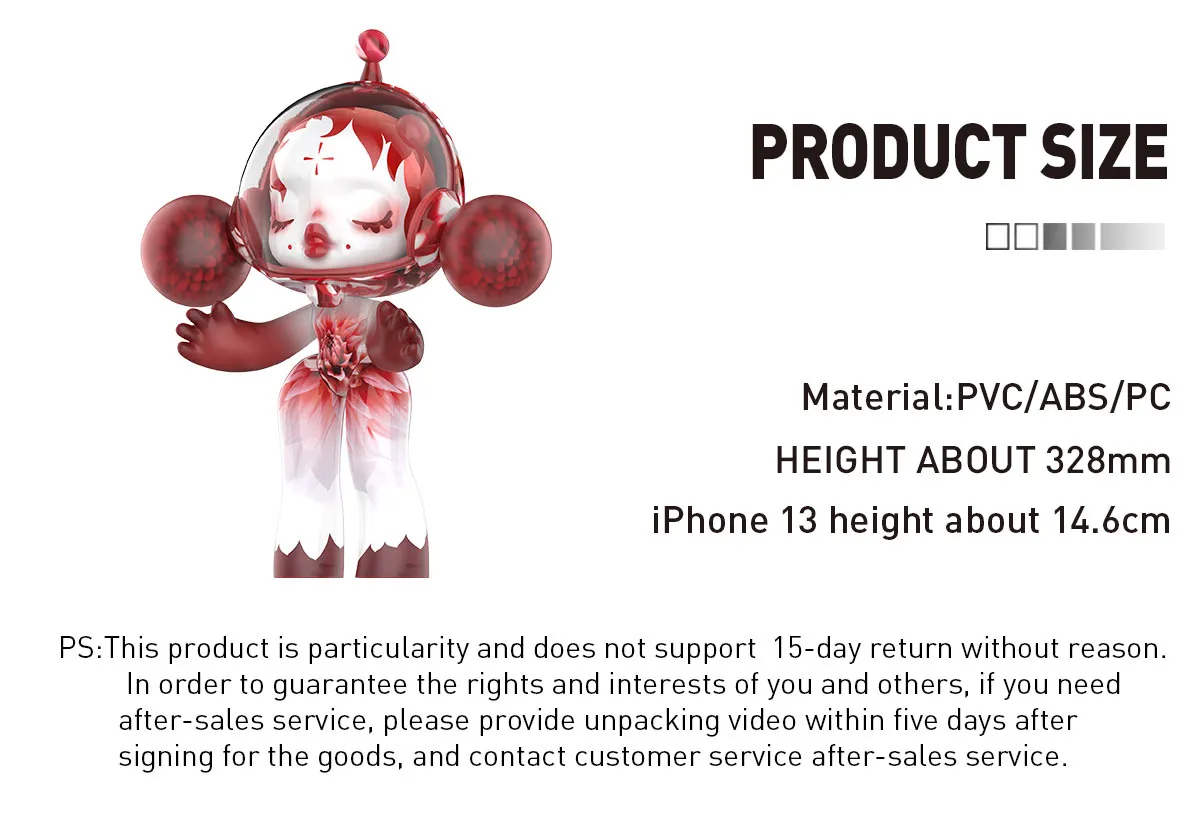 PRODUCT SIZE
Material:PVC/ABS/PC
HEIGHT ABOUT 328mm
iPhone 13 height about 14.6cm
PS:This product is particularity and does not support 15-day return without reason.
In order to guarantee the rights and interests of you and others, if you need
after-sales service, please provide unpacking video within five days after
signing for the goods, and contact customer service after-sales service.